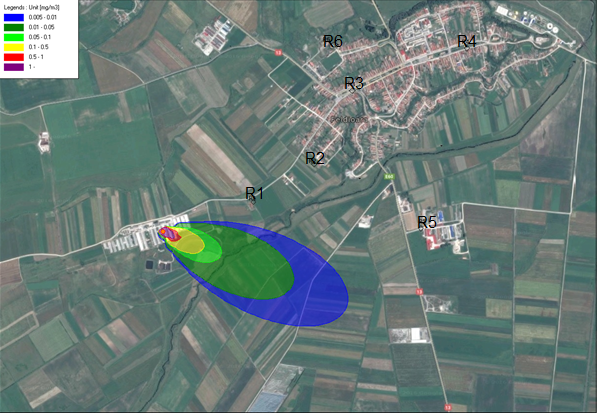 Legends : Unit [mg/m3]
0.005 - 0.01
0.01 - 0.05
0.05 - 0.1
0.1 - 0.5
0.5 - 1
1 -
R6
R4
R3
R2
R1
R5